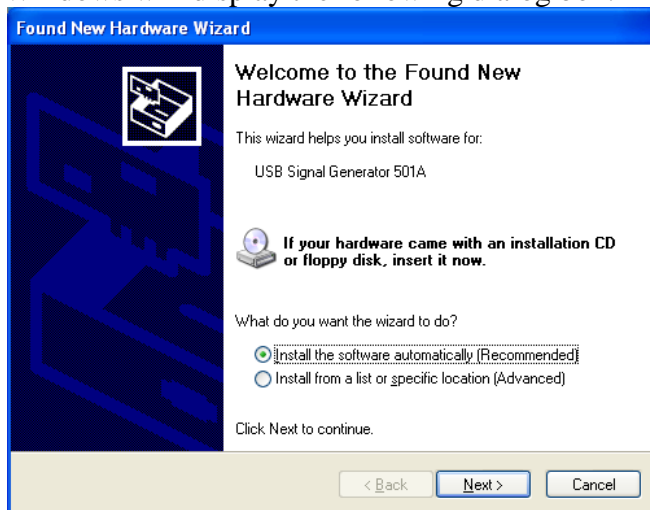 Found New Hardware Wizard
Welcome to the Found New
Hardware Wizard
This wizard helps you install software for:
USB Signal Generator 501A
If your hardware came with an installation CD
or floppy disk, insert it now.
What do you want the wizard to do?
Install the software automatically (Recommended)
Install from a list or specific location (Advanced)
Click Next to continue.
< Back Next > Cancel